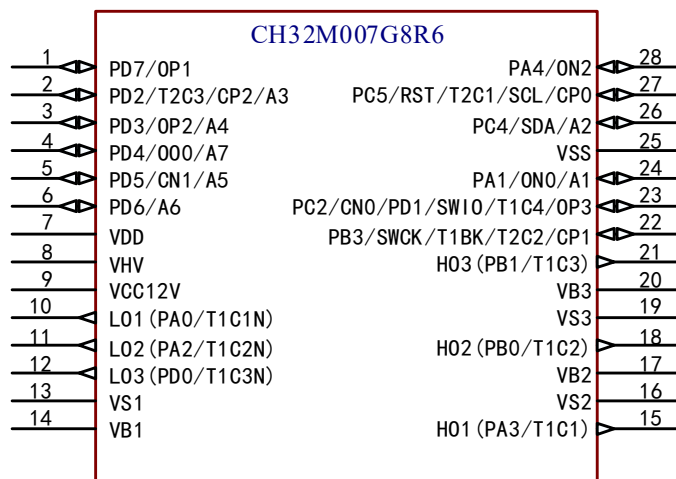 CH32M007G8R6
1 PD7/OP1 PA4/ON2 28
2 PD2/T2C3/CP2/A3 PC5/RST/T2C1/SCL/CP0 27
3 PD3/OP2/A4 PC4/SDA/A2 26
4 PD4/OO0/A7 VSS 25
5 PD5/CN1/A5 PA1/ON0/A1 24
6 PD6/A6 PC2/CN0/PD1/SWIO/T1C4/OP3 23
7 VDD PB3/SWCK/T1BK/T2C2/CP1 22
8 VHV HO3(PB1/T1C3) 21
9 VCC12V VB3 20
10 LO1(PA0/T1C1N) VS3 19
11 LO2(PA2/T1C2N) HO2(PB0/T1C2) 18
12 LO3(PD0/T1C3N) VB2 17
13 VS1 VS2 16
14 VB1 HO1(PA3/T1C1) 15